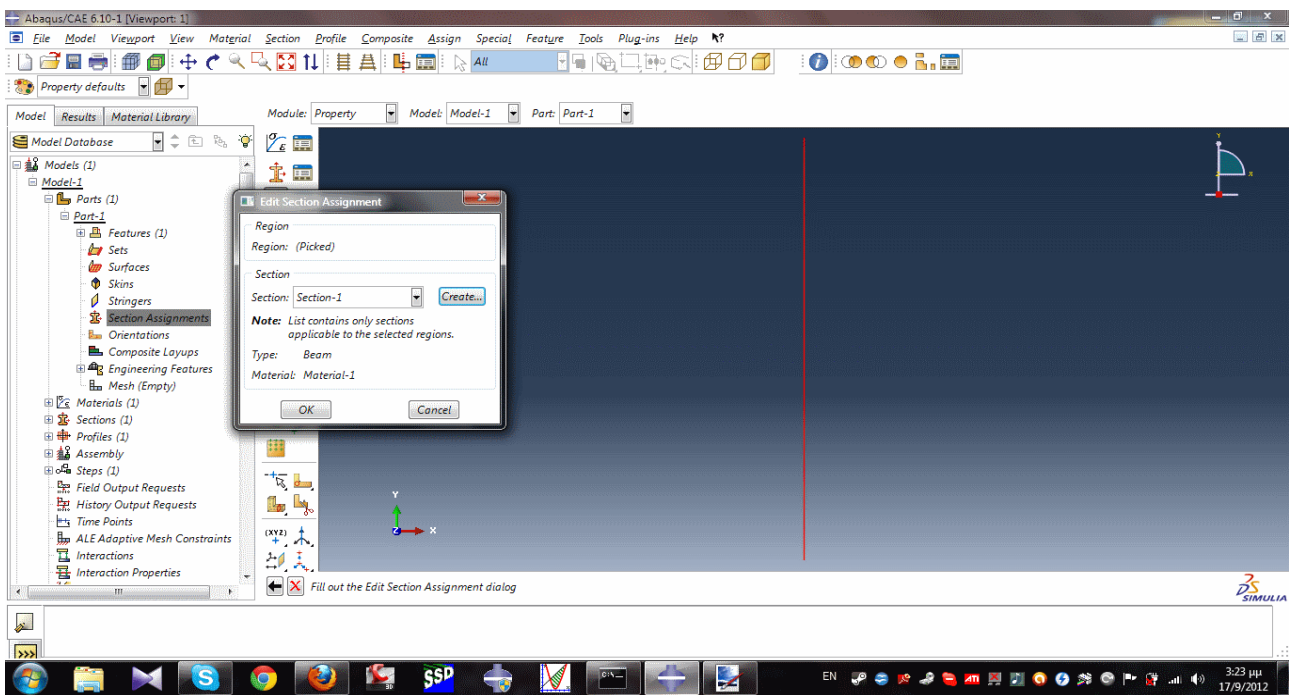 Abaqus/CAE 6.10-1 [Viewport: 1]
File Model Viewport View Material Section Profile Composite Assign Special Feature Tools Plug-ins Help
All
Property defaults
Model Results Material Library
Module: Property Model: Model-1 Part: Part-1
Model Database
Models (1)
Model-1
Parts (1)
Part-1
Features (1)
Sets
Surfaces
Skins
Stringers
Section Assignments
Orientations
Composite Layups
Engineering Features
Mesh (Empty)
Materials (1)
Sections (1)
Profiles (1)
Assembly
Steps (1)
Field Output Requests
History Output Requests
Time Points
ALE Adaptive Mesh Constraints
Interactions
Interaction Properties
Edit Section Assignment
Region
Region: (Picked)
Section
Section: Section-1 Create...
Note: List contains only sections
applicable to the selected regions.
Type: Beam
Material: Material-1
OK Cancel
(XYZ)
Y
X
Z
Y
X
Fill out the Edit Section Assignment dialog
SIMULIA
>>>
S
SSP
C:\_
EN
3:23 μμ
17/9/2012